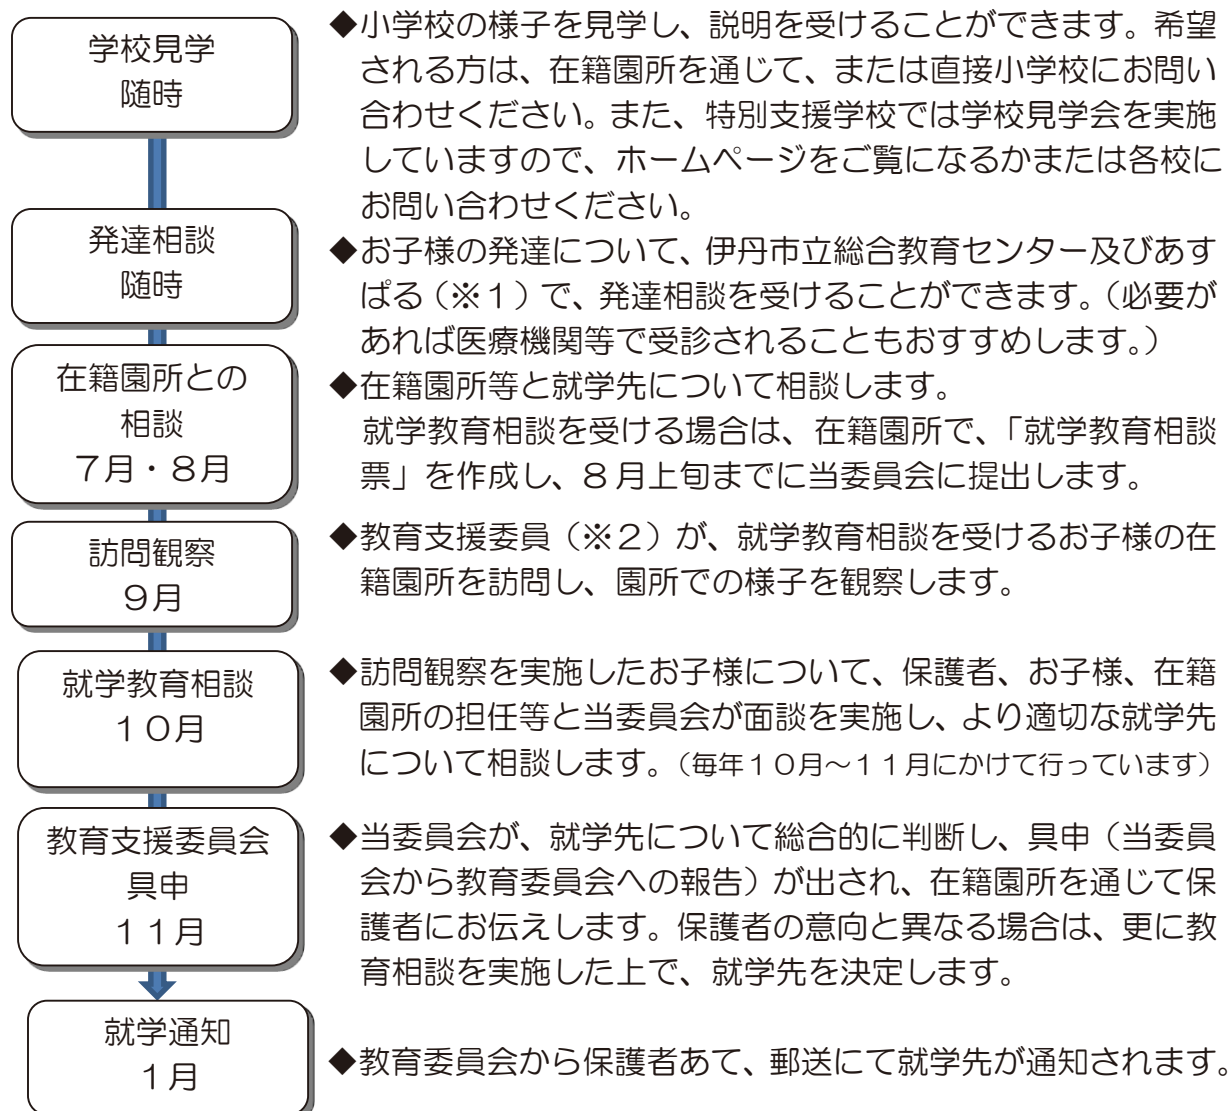 学校見学
随時
◆小学校の様子を見学し、説明を受けることができます。希望
される方は、在籍園所を通じて、または直接小学校にお問い
合わせください。また、特別支援学校では学校見学会を実施
していますので、ホームページをご覧になるかまたは各校に
お問い合わせください。
発達相談
随時
◆お子様の発達について、伊丹市立総合教育センター及びあす
ぱる(※1)で、発達相談を受けることができます。(必要が
あれば医療機関等で受診されることもおすすめします。)
在籍園所との
相談
7月・8月
◆在籍園所等と就学先について相談します。
就学教育相談を受ける場合は、在籍園所で、「就学教育相談
票」を作成し、8月上旬までに当委員会に提出します。
訪問観察
9月
◆教育支援委員(※2)が、就学教育相談を受けるお子様の在
籍園所を訪問し、園所での様子を観察します。
就学教育相談
10月
◆訪問観察を実施したお子様について、保護者、お子様、在籍
園所の担任等と当委員会が面談を実施し、より適切な就学先
について相談します。(毎年10月~11月にかけて行っています)
教育支援委員会
具申
11月
◆当委員会が、就学先について総合的に判断し、具申(当委員
会から教育委員会への報告)が出され、在籍園所を通じて保
護者にお伝えします。保護者の意向と異なる場合は、更に教
育相談を実施した上で、就学先を決定します。
就学通知
1月
◆教育委員会から保護者あて、郵送にて就学先が通知されます。